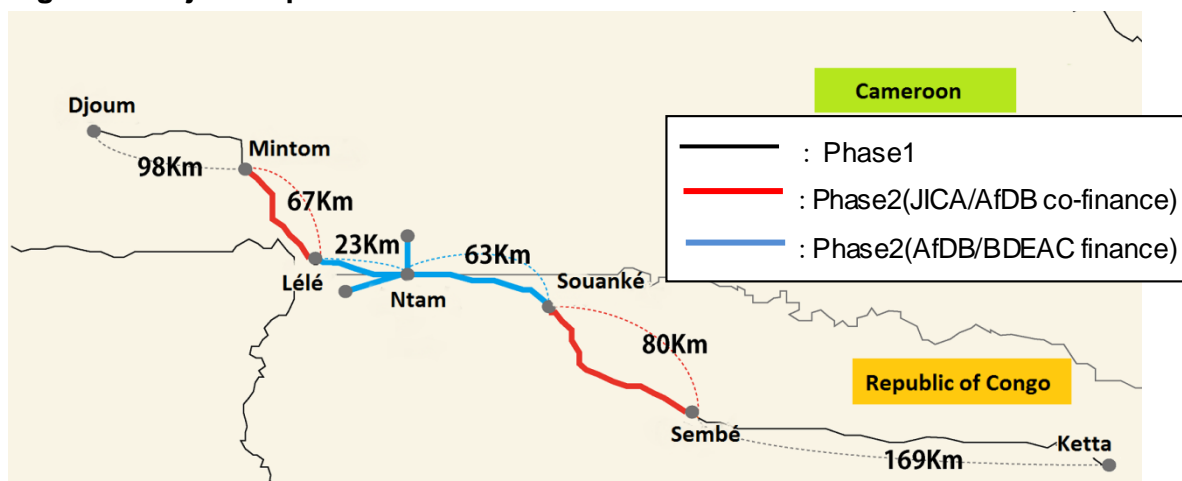 Djoum
98Km
Mintom
67Km
Lélé
23Km
Ntam
63Km
Souanké
80Km
Sembé
169Km
Ketta
Cameroon
Republic of Congo
: Phase1
: Phase2(JICA/AfDB co-finance)
: Phase2(AfDB/BDEAC finance)